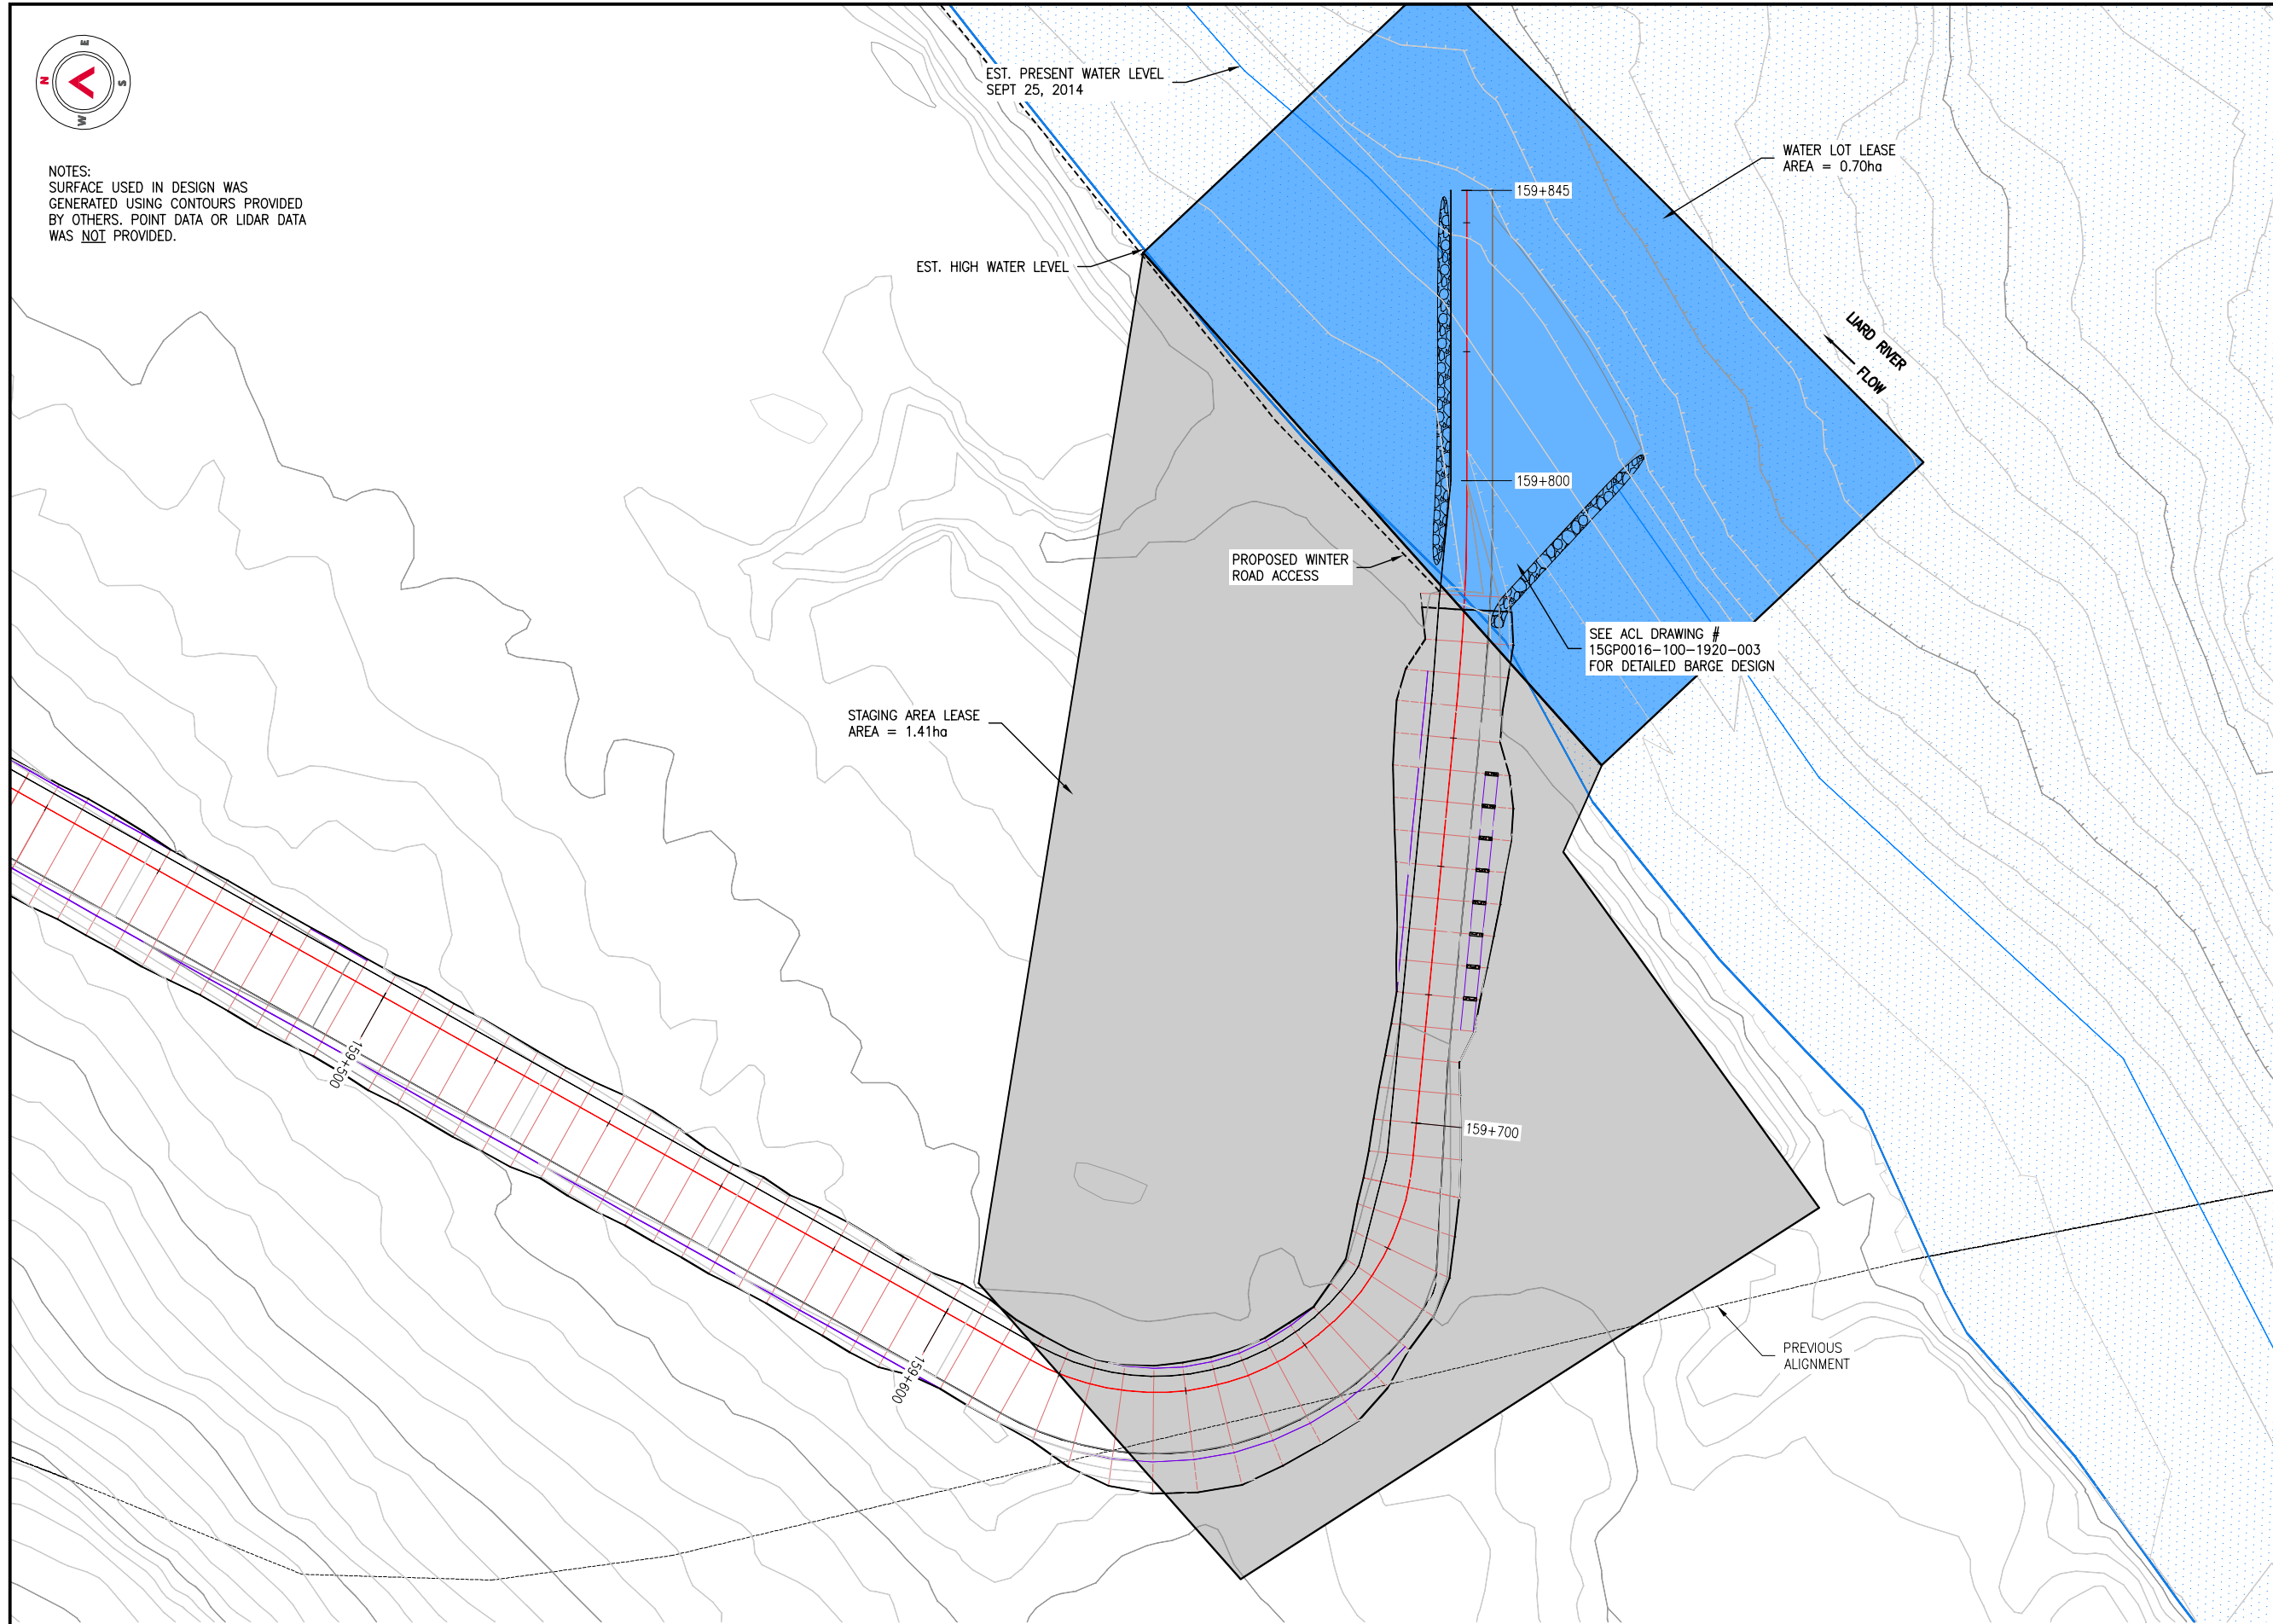 E
N
S
W
NOTES:
SURFACE USED IN DESIGN WAS
GENERATED USING CONTOURS PROVIDED
BY OTHERS. POINT DATA OR LIDAR DATA
WAS NOT PROVIDED.
EST. PRESENT WATER LEVEL
SEPT 25, 2014
WATER LOT LEASE
AREA = 0.70ha
159+845
EST. HIGH WATER LEVEL
LIARD RIVER
FLOW
159+800
PROPOSED WINTER
ROAD ACCESS
SEE ACL DRAWING #
15GP0016-100-1920-003
FOR DETAILED BARGE DESIGN
STAGING AREA LEASE
AREA = 1.41ha
159+500
159+700
159+600
PREVIOUS
ALIGNMENT